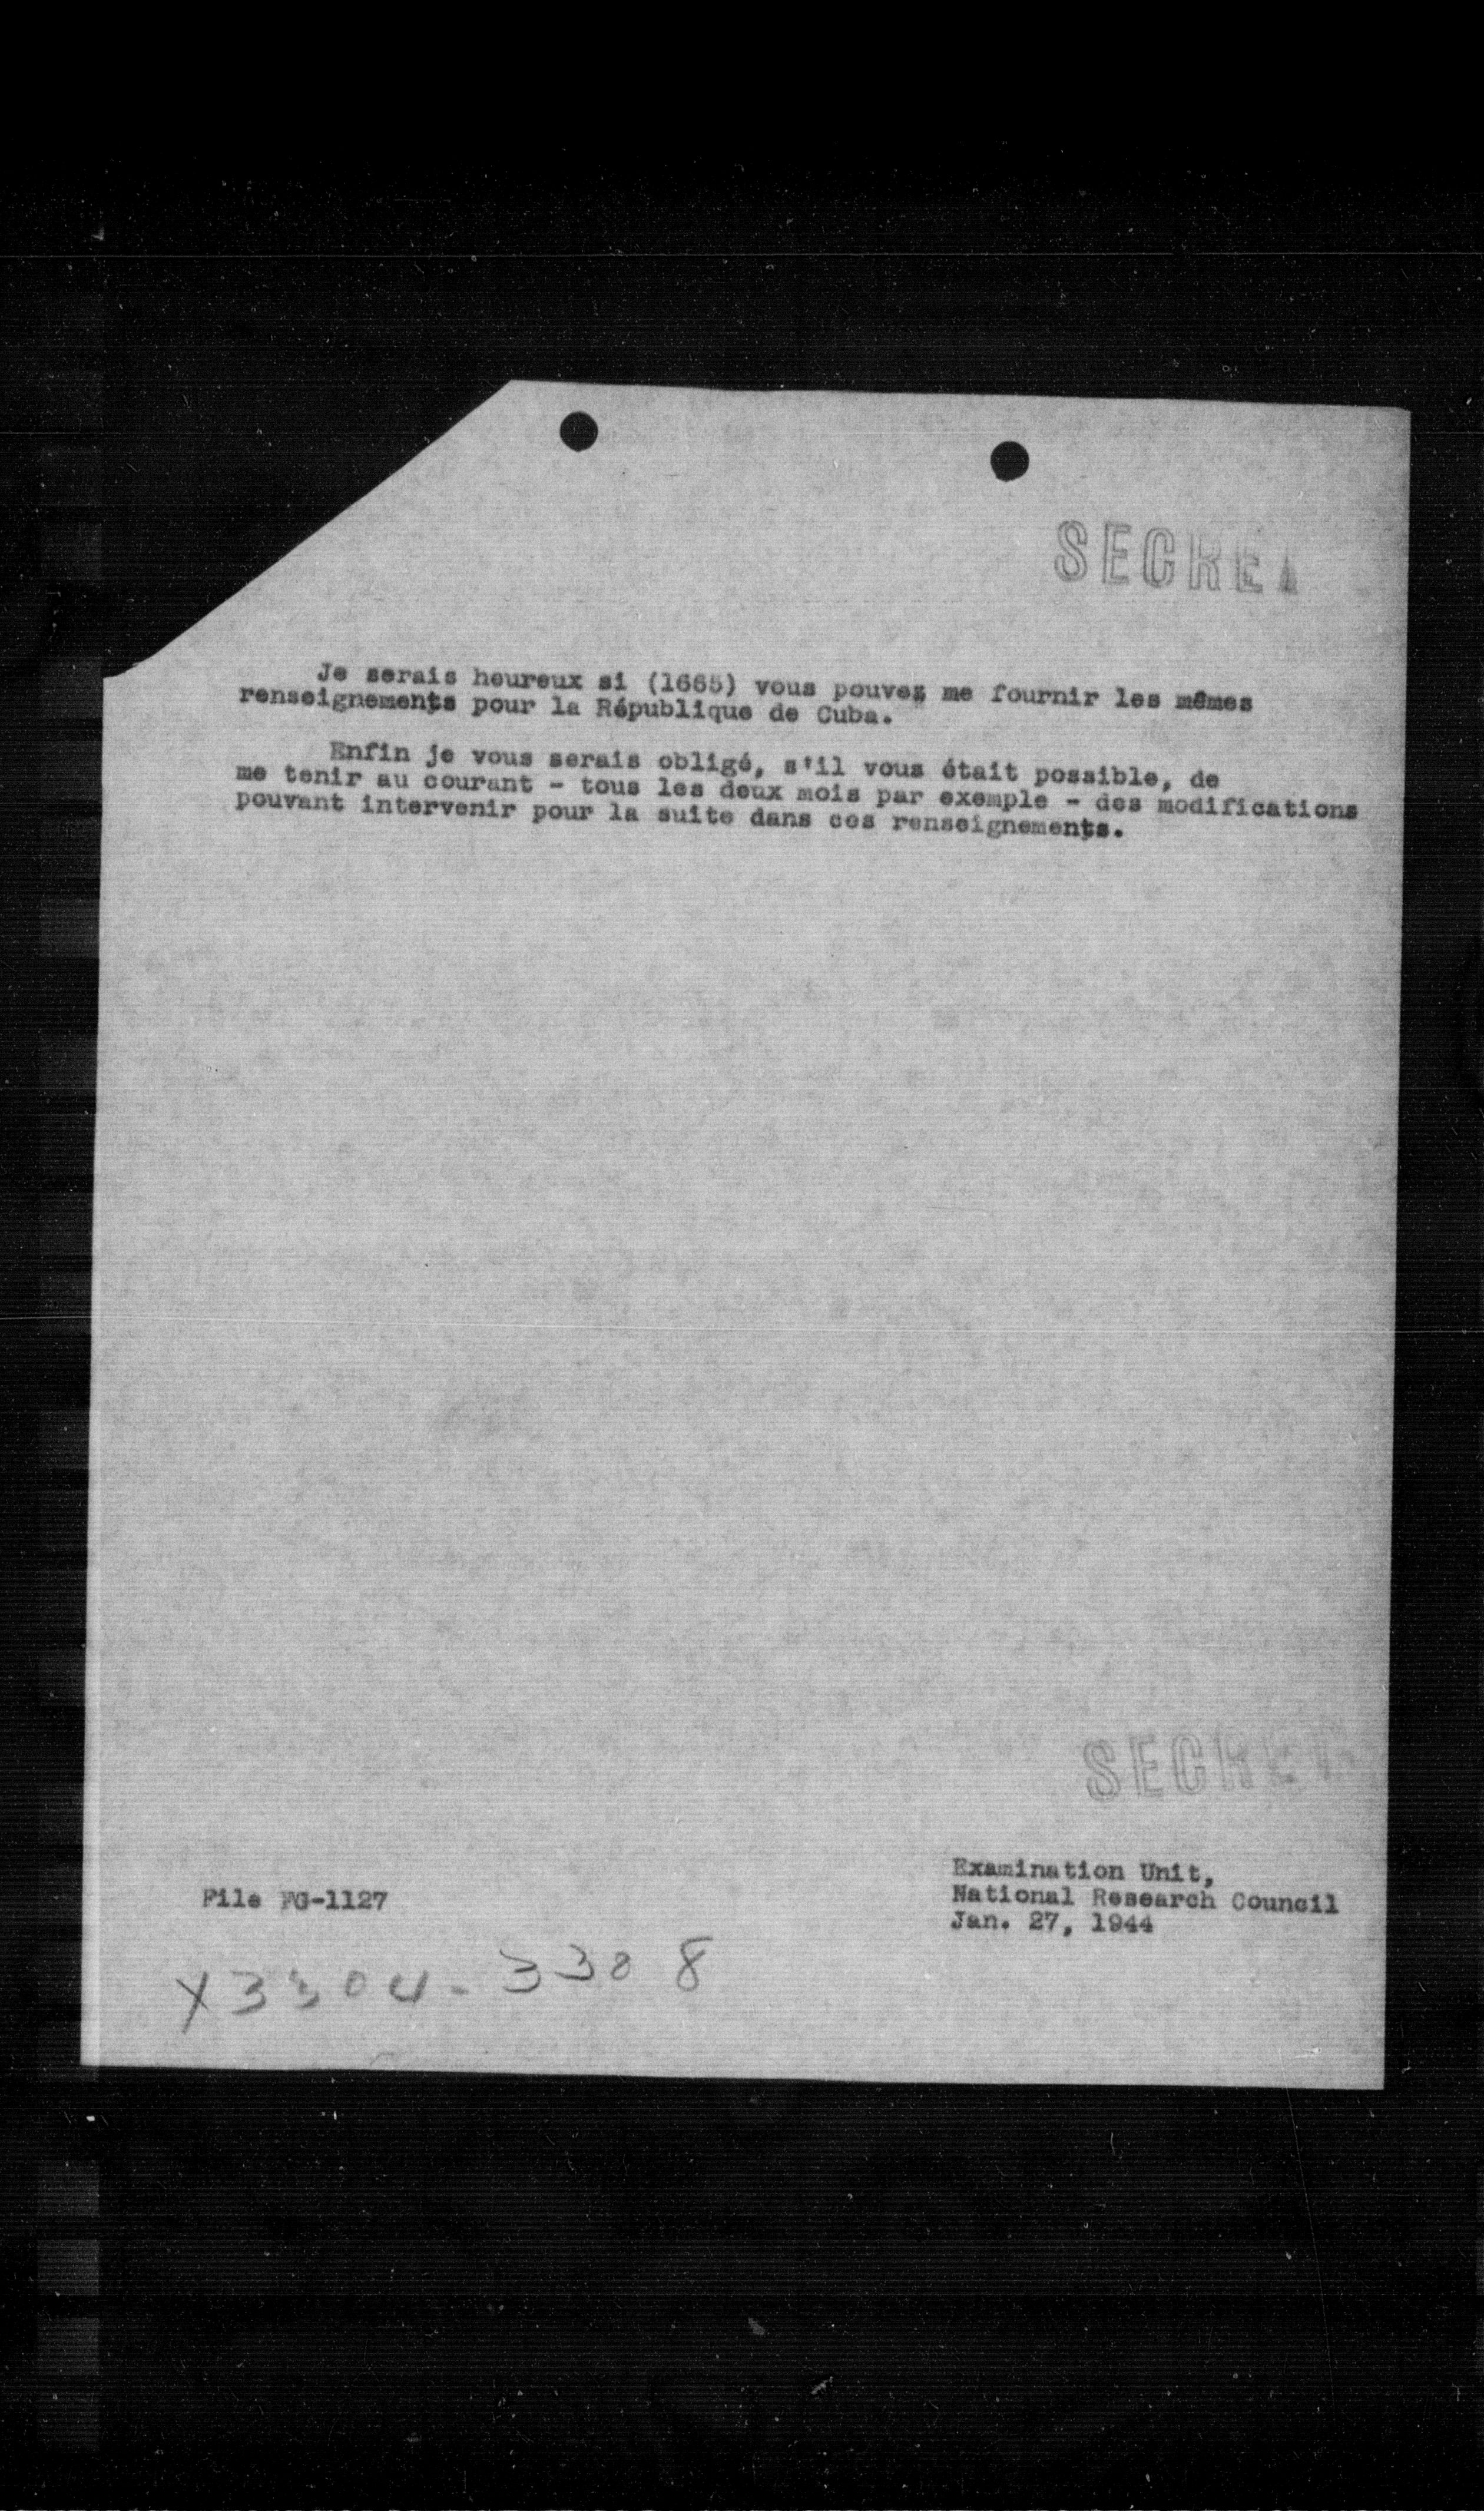 SECRET
Je serais heureux si (1665) vous pouvez me fournir les mêmes
renseignements pour la République de Cuba.
Enfin je vous serais obligé, s'il vous était possible, de
me tenir au courant - tous les deux mois par exemple - des modifications
pouvant intervenir pour la suite dans ces renseignements.
SECRET
Examination Unit,
National Research Council
Jan. 27, 1944
File FG-1127
X3304-3308